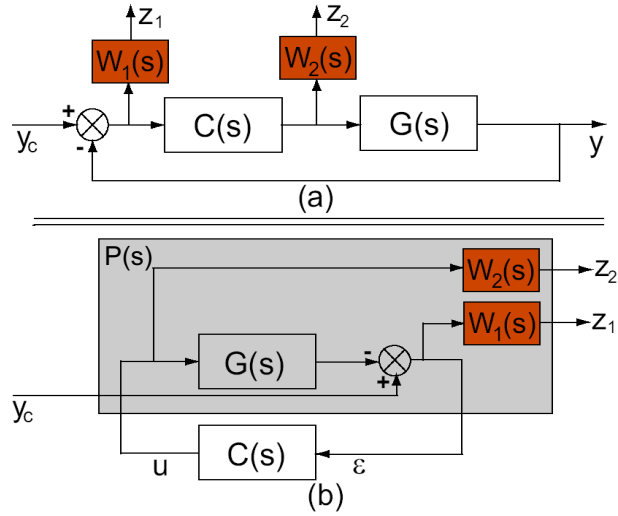 z1 z2
W1(s) W2(s)
+ C(s) G(s)
yc - y
(a)
P(s)
W2(s) z2
W1(s) z1
G(s) - +
yc
C(s)
u ε
(b)